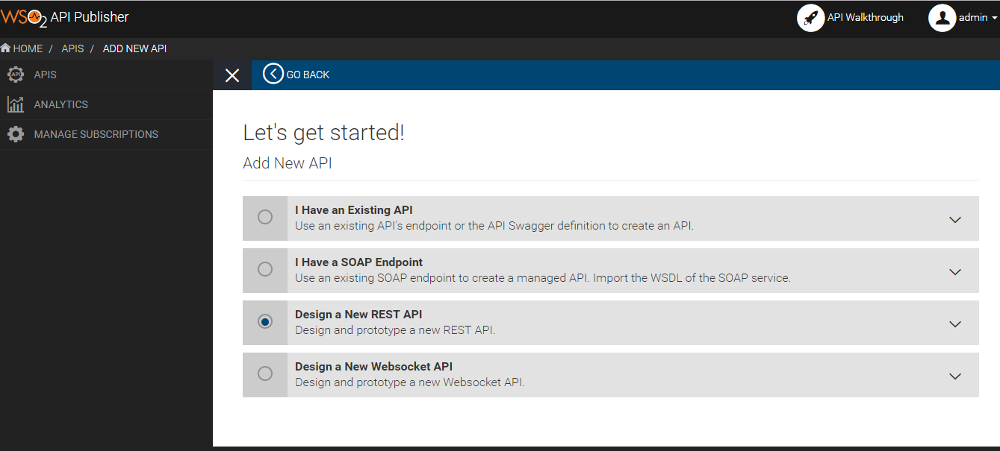 WSO2 API Publisher
API Walkthrough
admin
HOME / APIS / ADD NEW API
APIS
ANALYTICS
MANAGE SUBSCRIPTIONS
GO BACK
Let's get started!
Add New API
I Have an Existing API
Use an existing API's endpoint or the API Swagger definition to create an API.
I Have a SOAP Endpoint
Use an existing SOAP endpoint to create a managed API. Import the WSDL of the SOAP service.
Design a New REST API
Design and prototype a new REST API.
Design a New Websocket API
Design and prototype a new Websocket API.